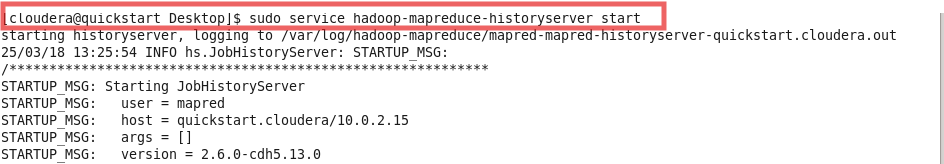 [cloudera@quickstart Desktop]$ sudo service hadoop-mapreduce-historyserver start
starting historyserver, logging to /var/log/hadoop-mapreduce/mapred-mapred-historyserver-quickstart.cloudera.out
25/03/18 13:25:54 INFO hs.JobHistoryServer: STARTUP_MSG:
/************************************************************
STARTUP_MSG: Starting JobHistoryServer
STARTUP_MSG:   user = mapred
STARTUP_MSG:   host = quickstart.cloudera/10.0.2.15
STARTUP_MSG:   args = []
STARTUP_MSG:   version = 2.6.0-cdh5.13.0